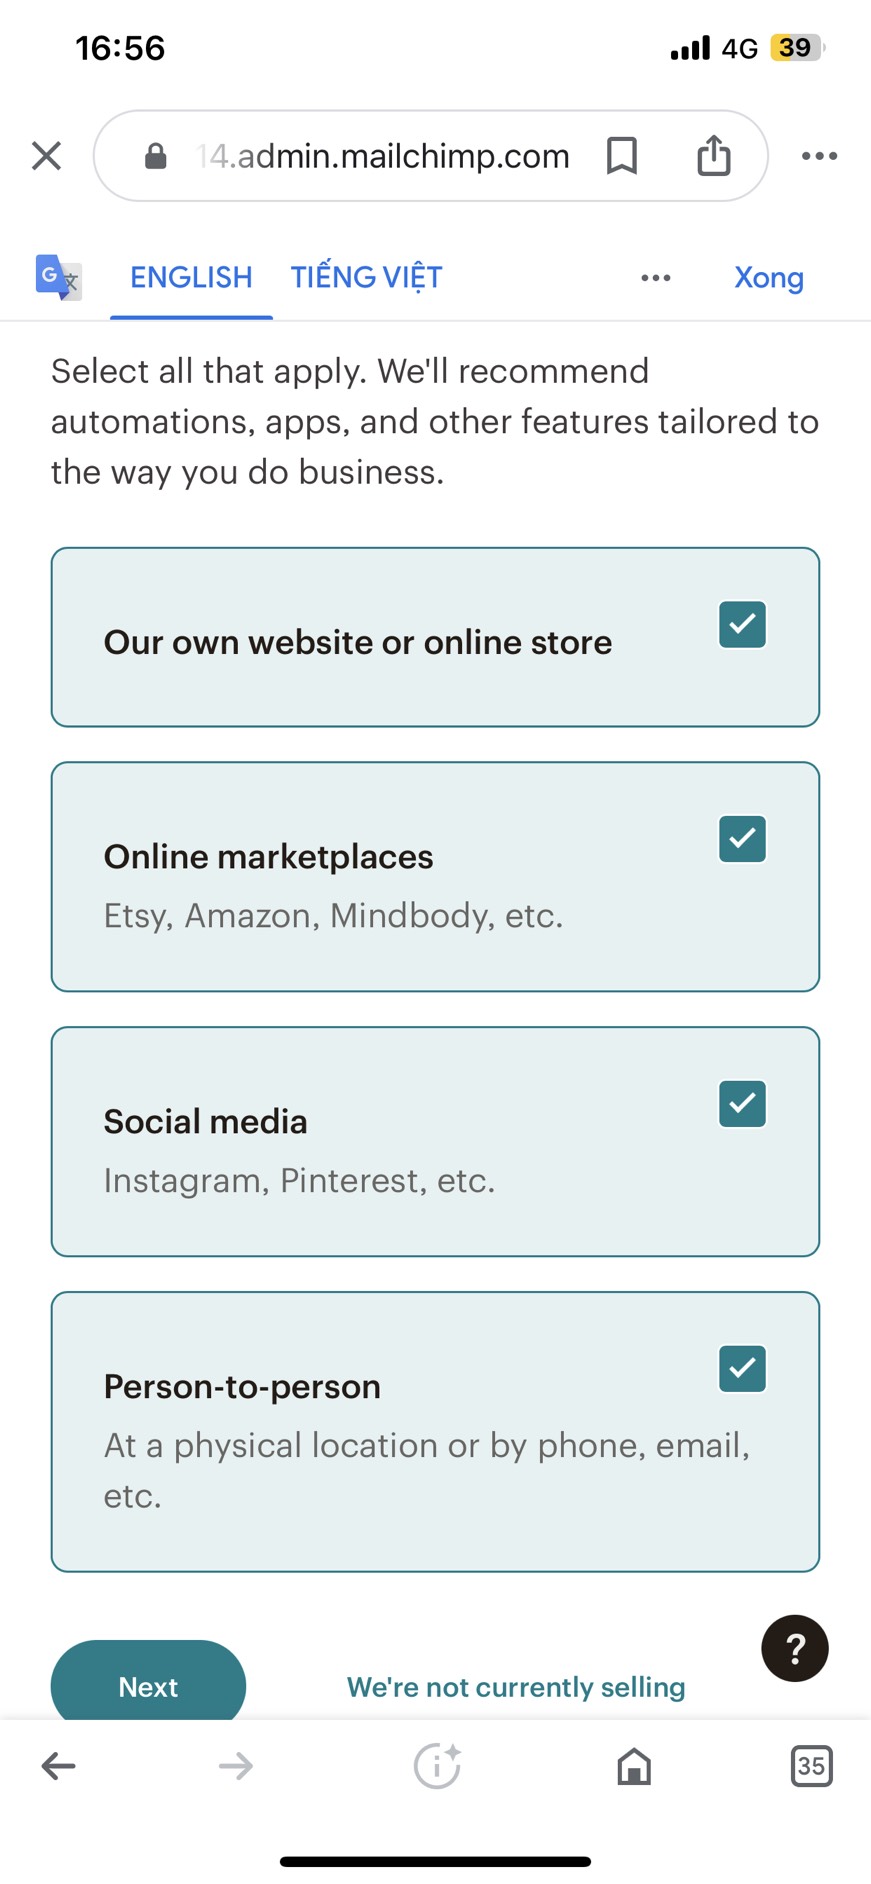 16:56
4G 39
14.admin.mailchimp.com
G 文 ENGLISH TIẾNG VIỆT Xong
Select all that apply. We'll recommend
automations, apps, and other features tailored to
the way you do business.
Our own website or online store
Online marketplaces
Etsy, Amazon, Mindbody, etc.
Social media
Instagram, Pinterest, etc.
Person-to-person
At a physical location or by phone, email,
etc.
?
Next We're not currently selling
35